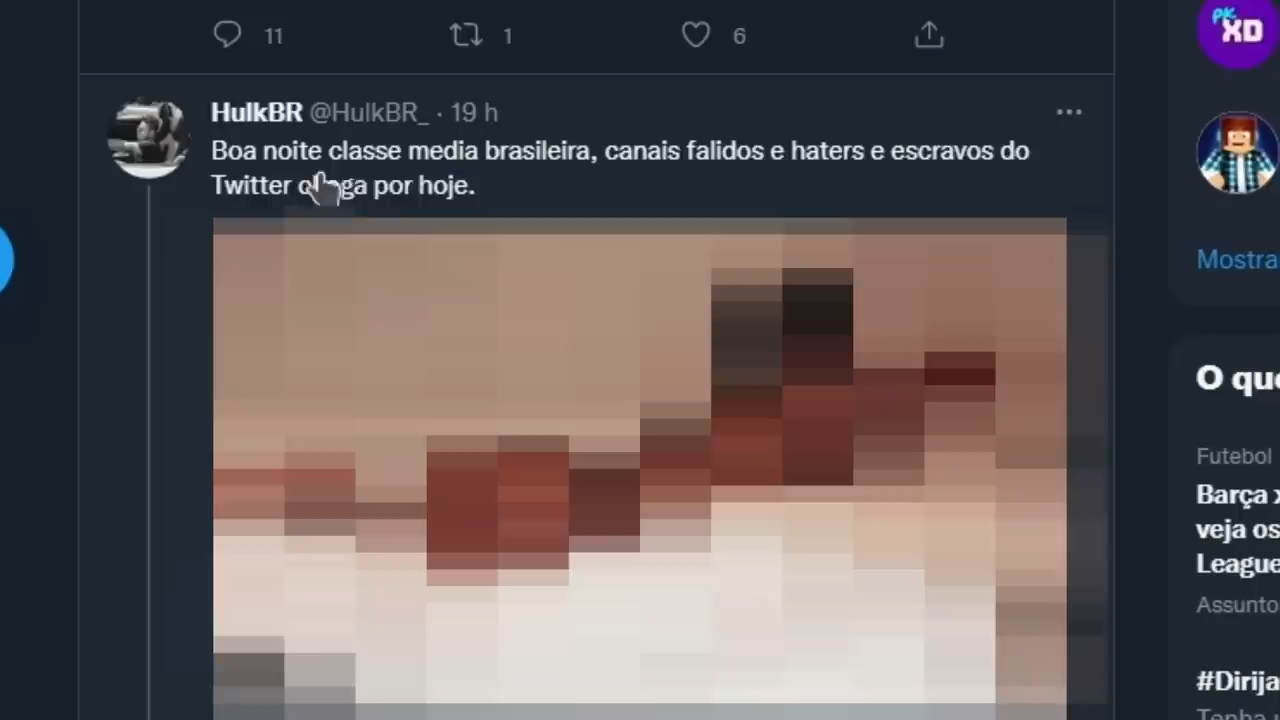 11
1
6
PK XD
HulkBR @HulkBR_ · 19 h
Boa noite classe media brasileira, canais falidos e haters e escravos do
Twitter por hoje.
Mostra
O que
Futebol
Barça x
veja os
League
Assunto
#Dirija
Tenha